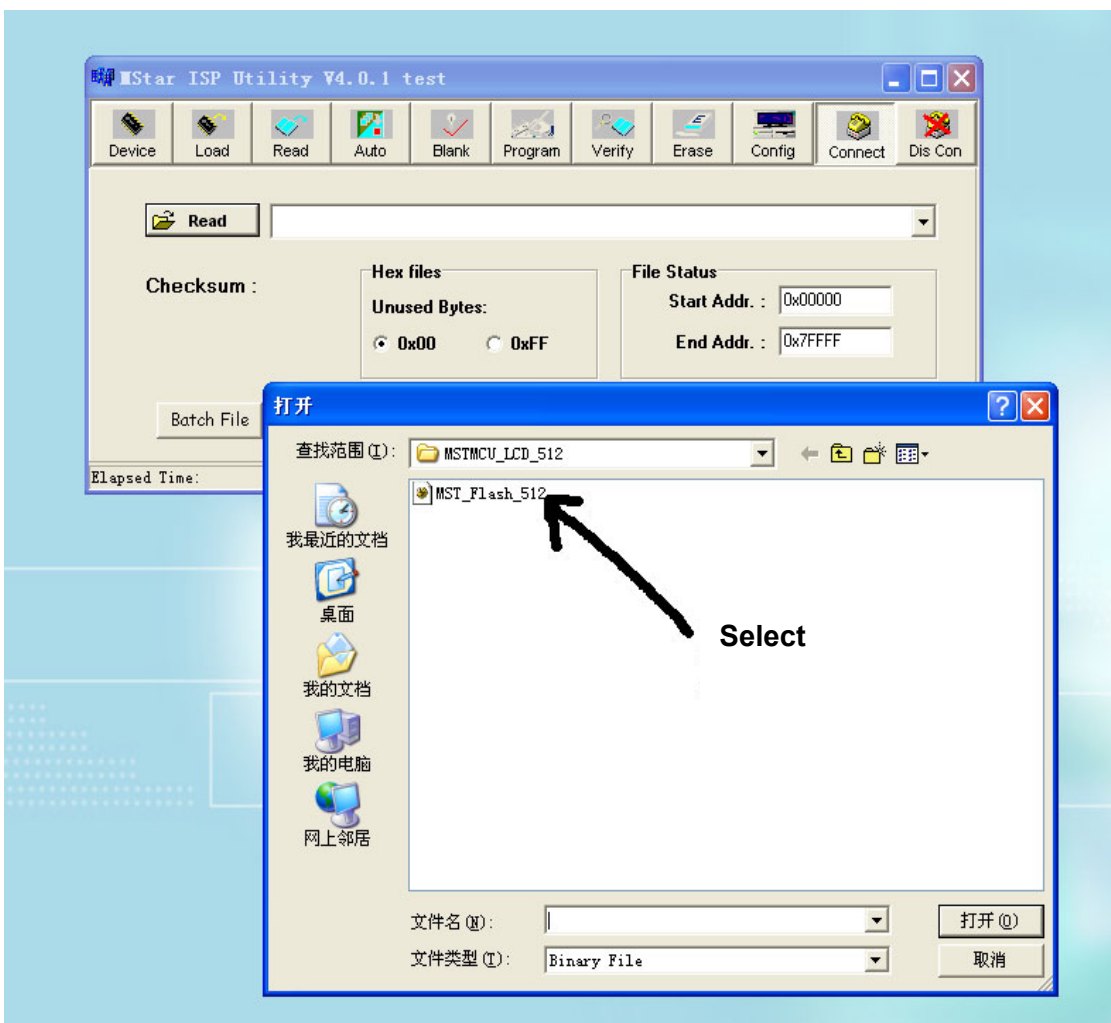 MStar ISP Utility V4.0.1 test
Device Load Read Auto Blank Program Verify Erase Config Connect Dis Con
Read
Checksum :
Hex files
Unused Bytes:
0x00 0xFF
File Status
Start Addr. : 0x00000
End Addr. : 0x7FFFF
Batch File
Elapsed Time:
打开
查找范围(I): MSTMCU_LCD_512
MST_Flash_512
我最近的文档
桌面
我的文档
我的电脑
网上邻居
Select
文件名(N): 打开(O)
文件类型(T): Binary File 取消